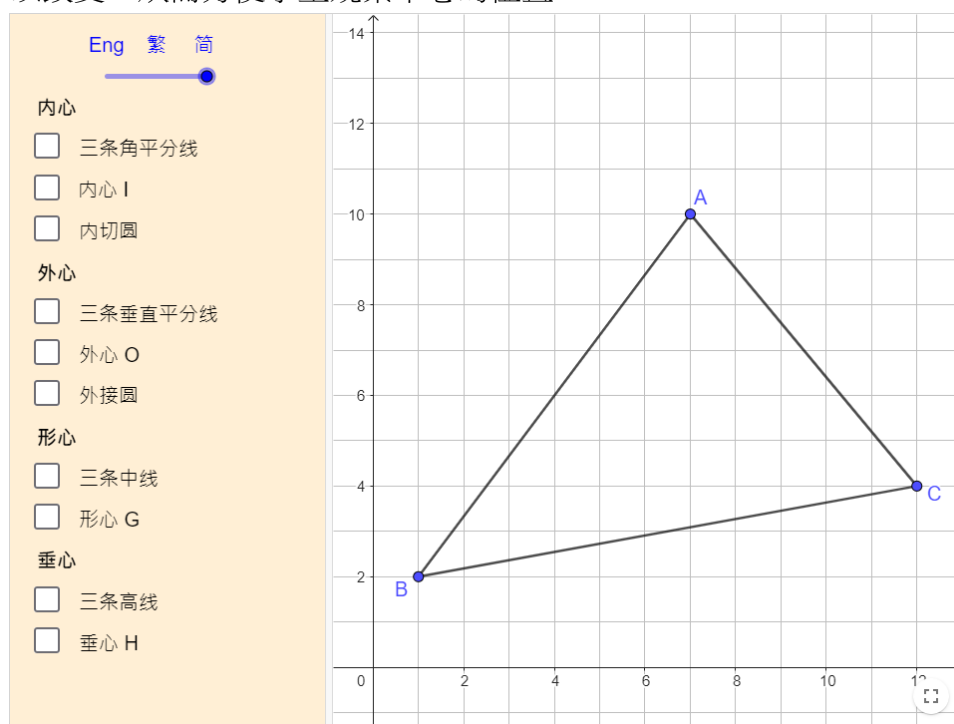 Eng 繁 简
内心
三条角平分线
内心 I
内切圆
外心
三条垂直平分线
外心 O
外接圆
形心
三条中线
形心 G
垂心
三条高线
垂心 H
14
12
10
8
6
4
2
0 2 4 6 8 10
A
B
C